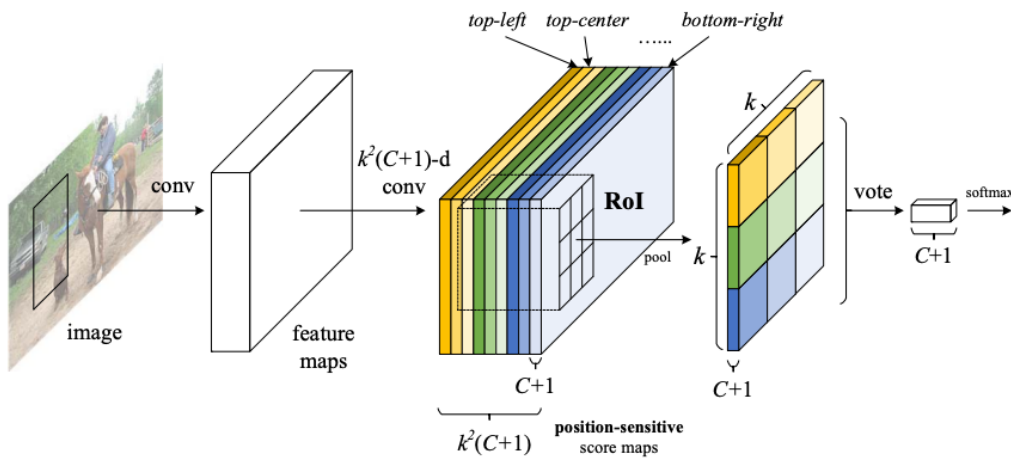 top-left top-center bottom-right
…...
k
k²(C+1)-d
conv
conv
RoI
vote
softmax
pool
k
C+1
image
feature
maps
C+1
C+1
k²(C+1)
position-sensitive
score maps